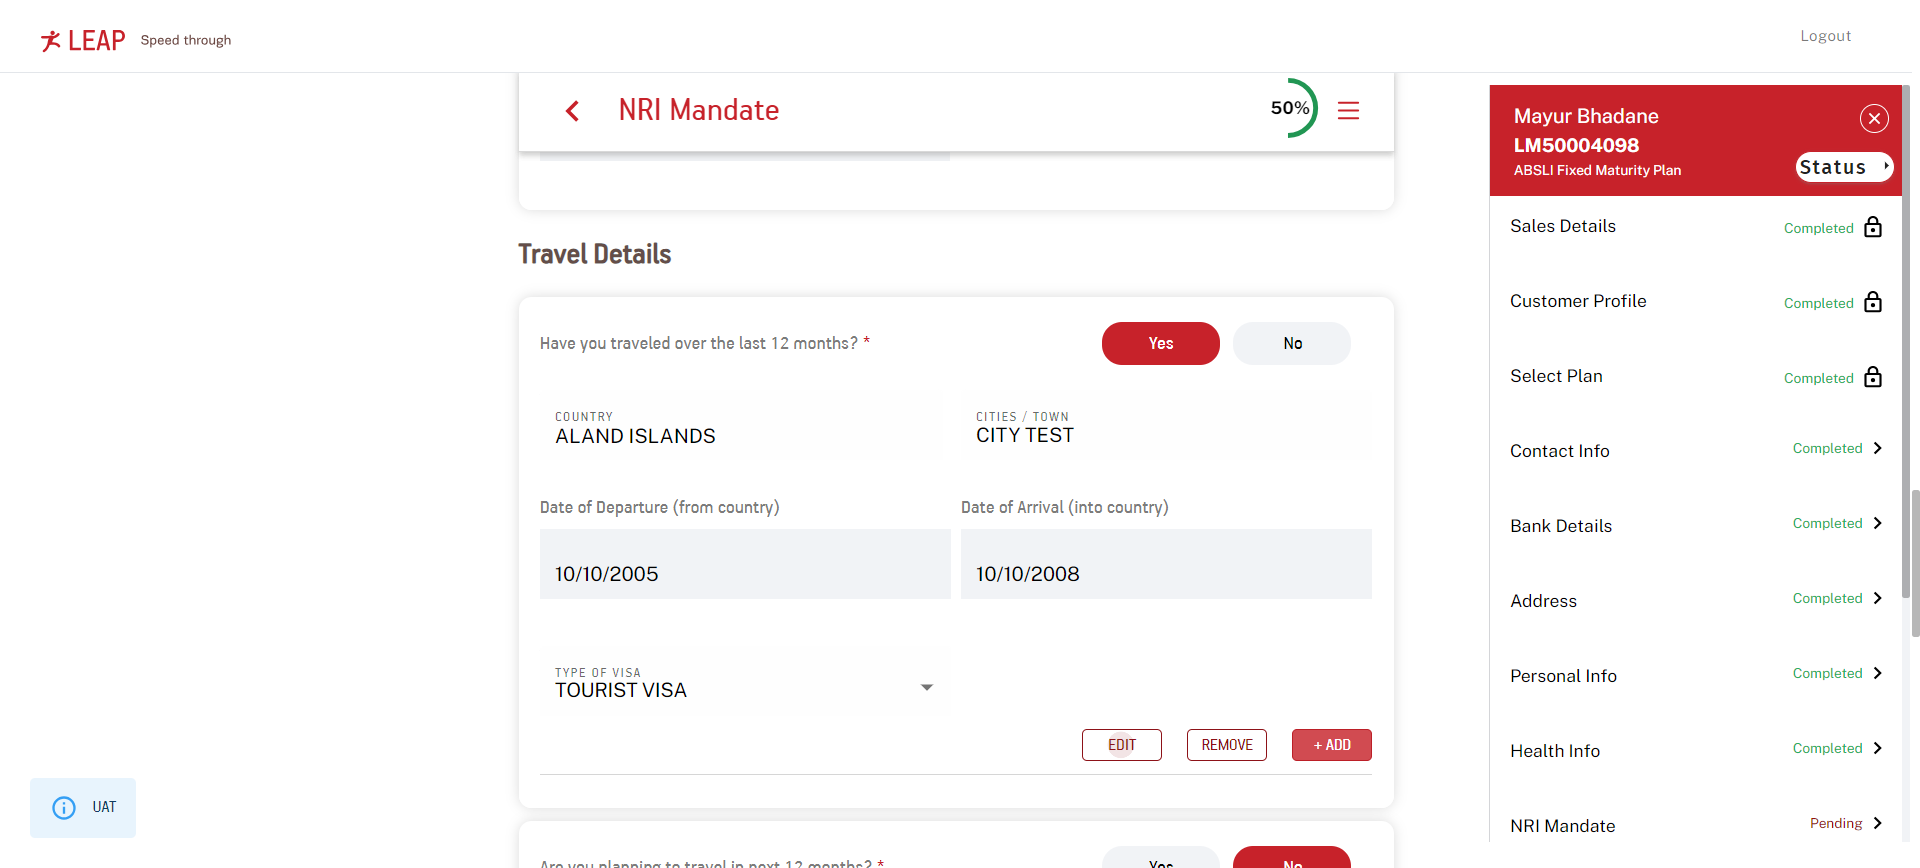 LEAP Speed through
Logout
NRI Mandate
50%
Travel Details
Have you traveled over the last 12 months? *
Yes
No
COUNTRY
ALAND ISLANDS
CITIES / TOWN
CITY TEST
Date of Departure (from country)
Date of Arrival (into country)
10/10/2005
10/10/2008
TYPE OF VISA
TOURIST VISA
EDIT
REMOVE
+ ADD
Are you planning to travel in next 12 months? *
Yes
No
UAT
Mayur Bhadane
LM50004098
ABSLI Fixed Maturity Plan
Status
Sales Details
Completed
Customer Profile
Completed
Select Plan
Completed
Contact Info
Completed
Bank Details
Completed
Address
Completed
Personal Info
Completed
Health Info
Completed
NRI Mandate
Pending